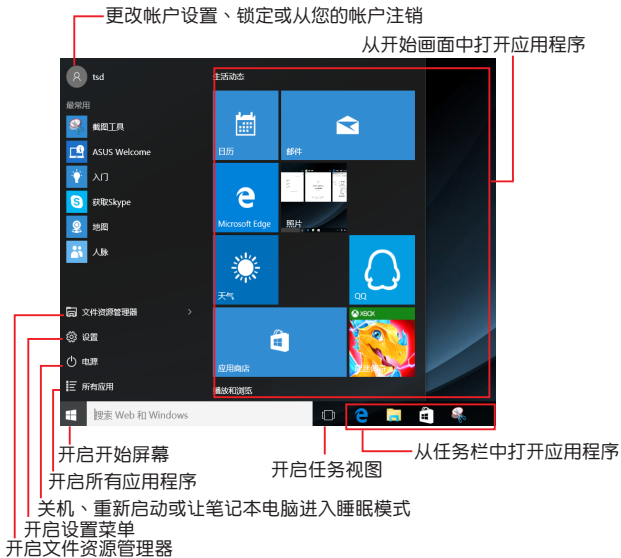 更改帐户设置、锁定或从您的帐户注销
从开始画面中打开应用程序
tsd
生活动态
最常用
截图工具
ASUS Welcome
入门
获取Skype
地图
人脉
日历
邮件
Microsoft Edge
照片
天气
QQ
XBOX
应用商店
播放和浏览
文件资源管理器
设置
电源
所有应用
搜索 Web 和 Windows
开启开始屏幕
开启任务视图
从任务栏中打开应用程序
开启所有应用程序
关机、重新启动或让笔记本电脑进入睡眠模式
开启设置菜单
开启文件资源管理器